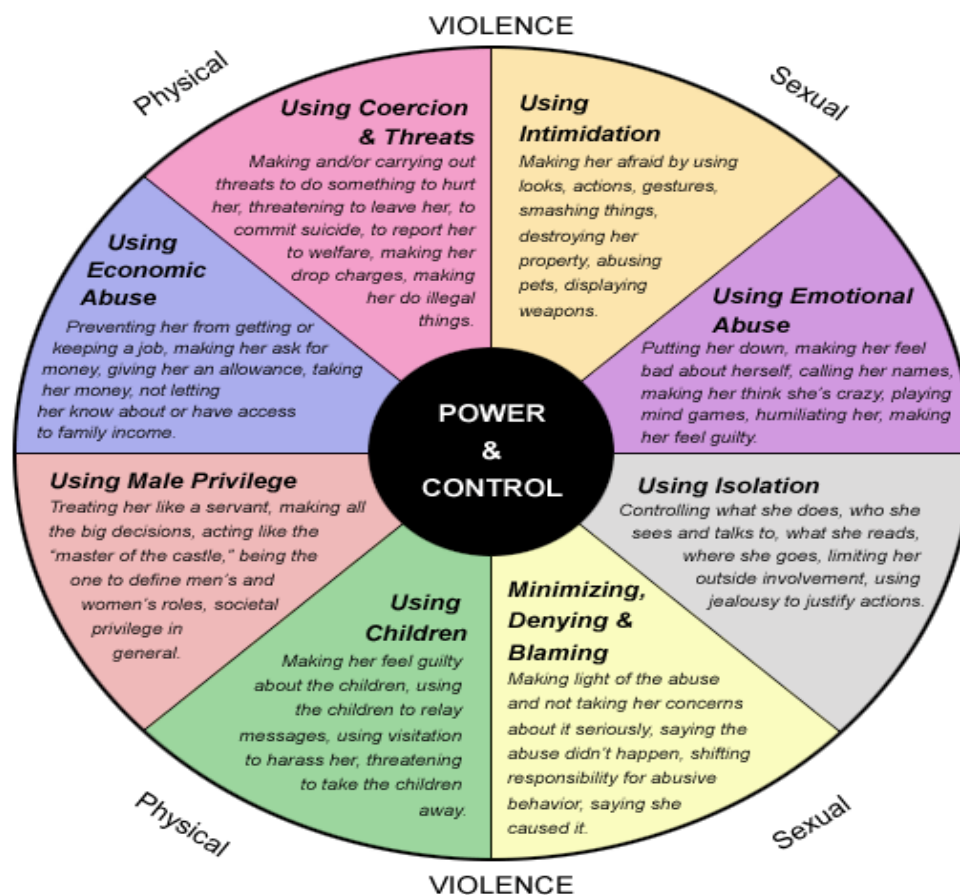 VIOLENCE
Physical
Sexual
Using Coercion
& Threats
Making and/or carrying out
threats to do something to hurt
her, threatening to leave her, to
commit suicide, to report her
to welfare, making her
drop charges, making
her do illegal
things.
Using
Intimidation
Making her afraid by using
looks, actions, gestures,
smashing things,
destroying her
property, abusing
pets, displaying
weapons.
Using Emotional
Abuse
Putting her down, making her feel
bad about herself, calling her names,
making her think she's crazy, playing
mind games, humiliating her, making
her feel guilty.
Using Isolation
Controlling what she does, who she
sees and talks to, what she reads,
where she goes, limiting her
outside involvement, using
jealousy to justify actions.
Minimizing,
Denying &
Blaming
Making light of the abuse
and not taking her concerns
about it seriously, saying the
abuse didn't happen, shifting
responsibility for abusive
behavior, saying she
caused it.
Using
Children
Making her feel guilty
about the children, using
the children to relay
messages, using visitation
to harass her, threatening
to take the children
away.
Using Male Privilege
Treating her like a servant, making all
the big decisions, acting like the
“master of the castle,” being the
one to define men's and
women's roles, societal
privilege in
general.
Using
Economic
Abuse
Preventing her from getting or
keeping a job, making her ask for
money, giving her an allowance, taking
her money, not letting
her know about or have access
to family income.
POWER
&
CONTROL
Physical
Sexual
VIOLENCE